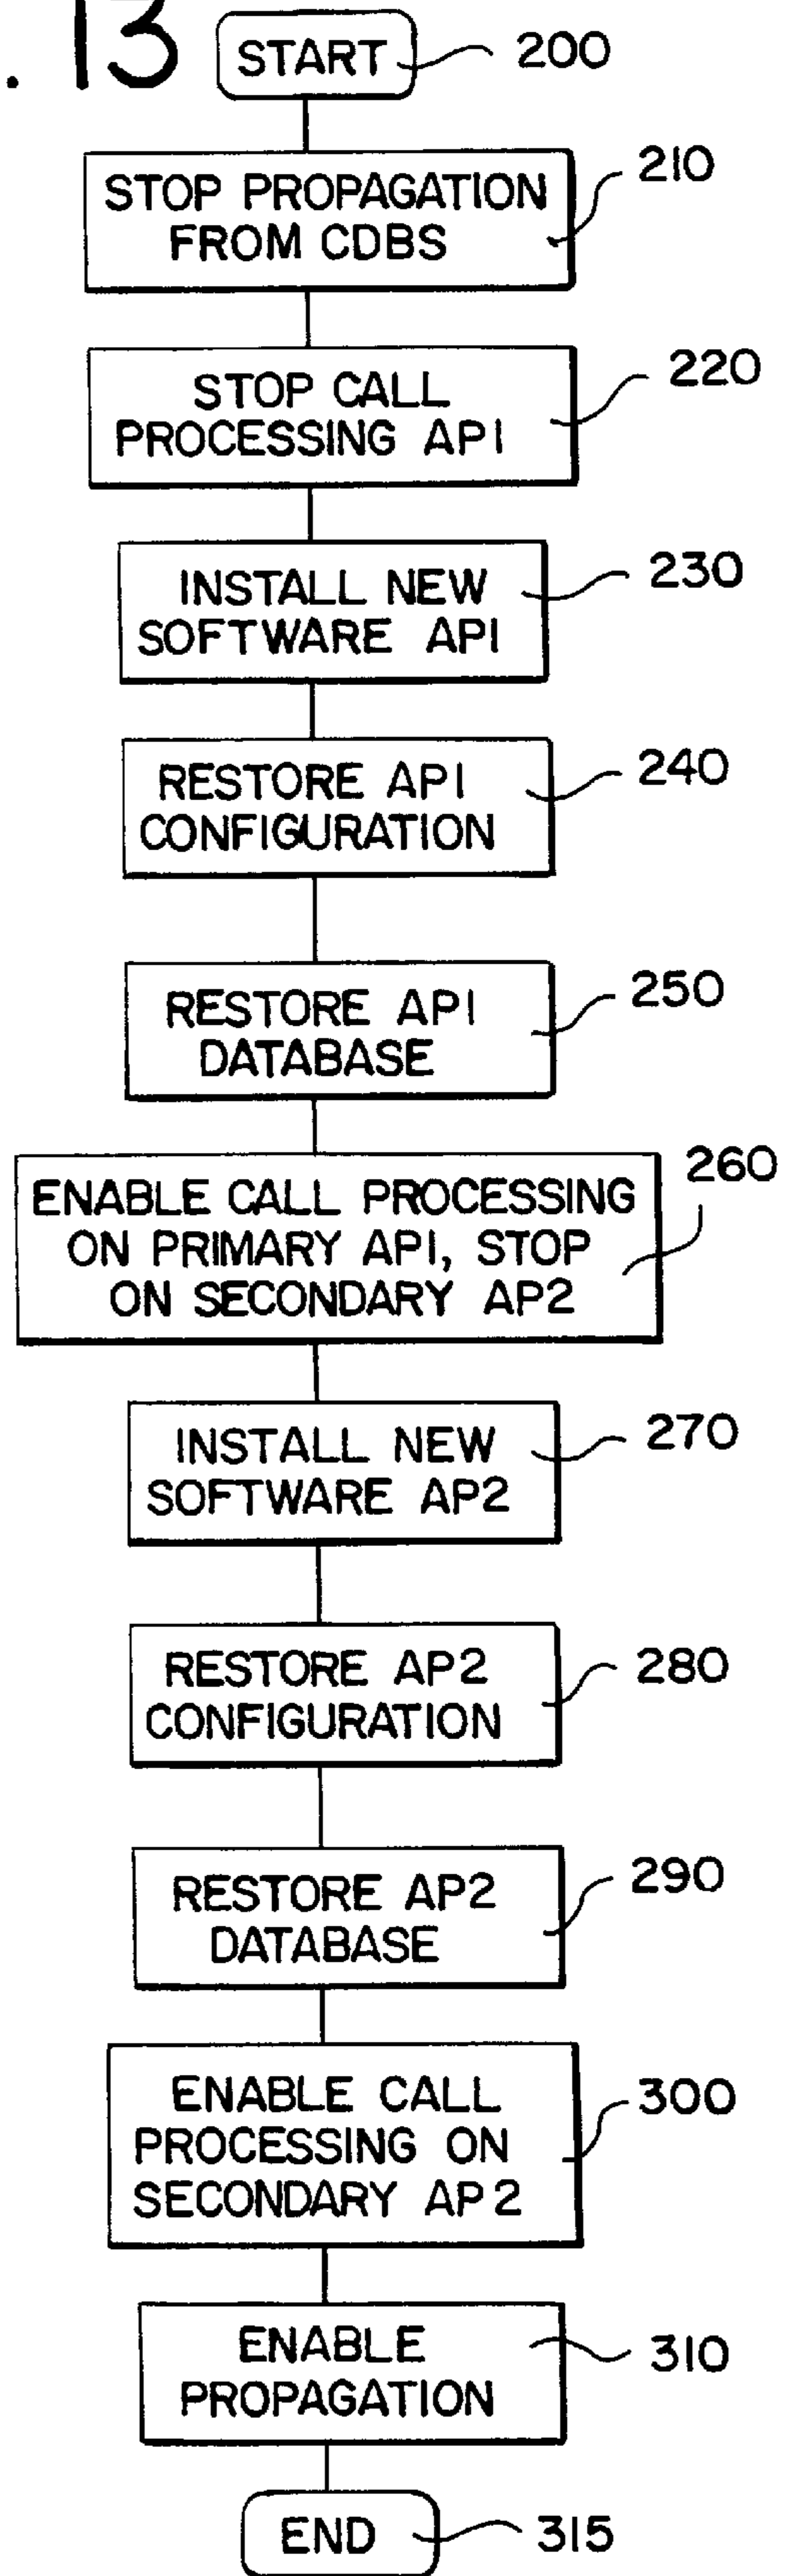 . 13
START
200
STOP PROPAGATION
FROM CDBS
210
STOP CALL
PROCESSING AP1
220
INSTALL NEW
SOFTWARE AP1
230
RESTORE AP1
CONFIGURATION
240
RESTORE AP1
DATABASE
250
ENABLE CALL PROCESSING
ON PRIMARY AP1, STOP
ON SECONDARY AP2
260
INSTALL NEW
SOFTWARE AP2
270
RESTORE AP2
CONFIGURATION
280
RESTORE AP2
DATABASE
290
ENABLE CALL
PROCESSING ON
SECONDARY AP2
300
ENABLE
PROPAGATION
310
END
315